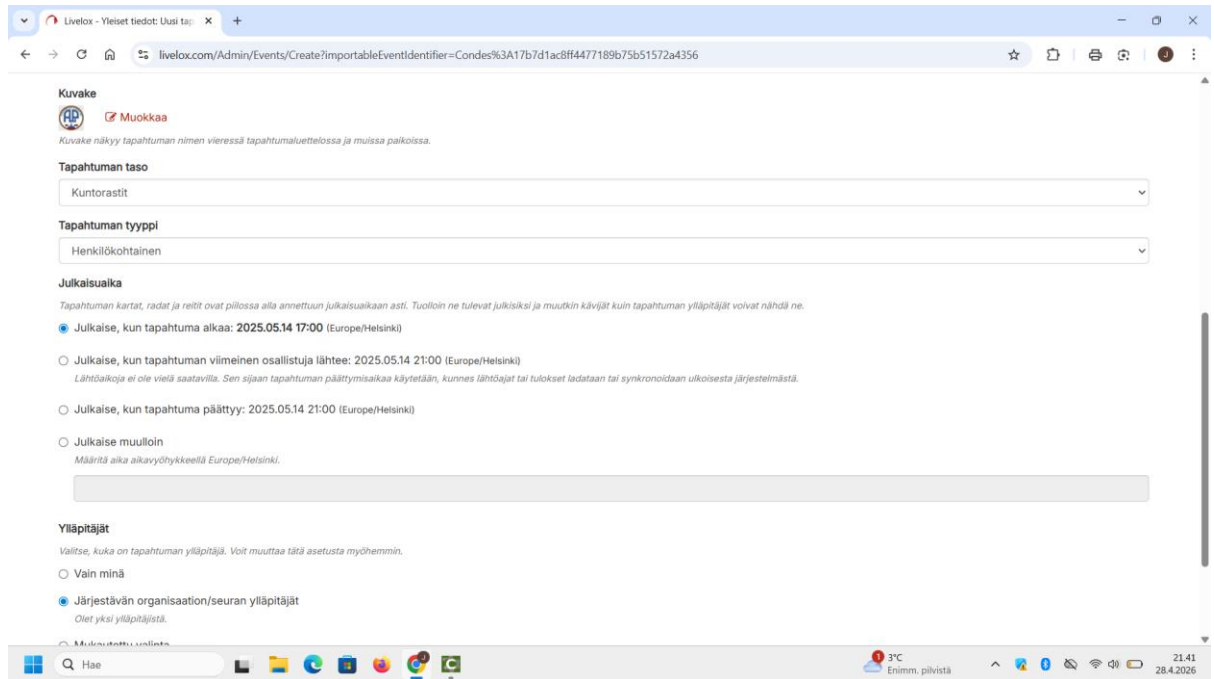 Livelox - Yleiset tiedot: Uusi tap
livelox.com/Admin/Events/Create?importableEventIdentifier=Condes%3A17b7d1ac8ff4477189b75b51572a4356
J
Kuvake
AP
Muokkaa
Kuvake näkyy tapahtuman nimen vieressä tapahtumaluettelossa ja muissa paikoissa.
Tapahtuman taso
Kuntorastit
Tapahtuman tyyppi
Henkilökohtainen
Julkaisuaika
Tapahtuman kartat, radat ja reitit ovat piilossa alla annettuun julkaisuaikaan asti. Tuolloin ne tulevat julkisiksi ja muutkin kävijät kuin tapahtuman ylläpitäjät voivat nähdä ne.
Julkaise, kun tapahtuma alkaa: 2025.05.14 17:00 (Europe/Helsinki)
Julkaise, kun tapahtuman viimeinen osallistuja lähtee: 2025.05.14 21:00 (Europe/Helsinki)
Lähtöaikoja ei ole vielä saatavilla. Sen sijaan tapahtuman päättymisaikaa käytetään, kunnes lähtöajat tai tulokset ladataan tai synkronoidaan ulkoisesta järjestelmästä.
Julkaise, kun tapahtuma päättyy: 2025.05.14 21:00 (Europe/Helsinki)
Julkaise muulloin
Määritä aika aikavyöhykkeellä Europe/Helsinki.
Ylläpitäjät
Valitse, kuka on tapahtuman ylläpitäjä. Voit muuttaa tätä asetusta myöhemmin.
Vain minä
Järjestävän organisaation/seuran ylläpitäjät
Olet yksi ylläpitäjistä.
Mukautettu valinta
Hae
1
3°C
Enimm. pilvistä
21.41
28.4.2026